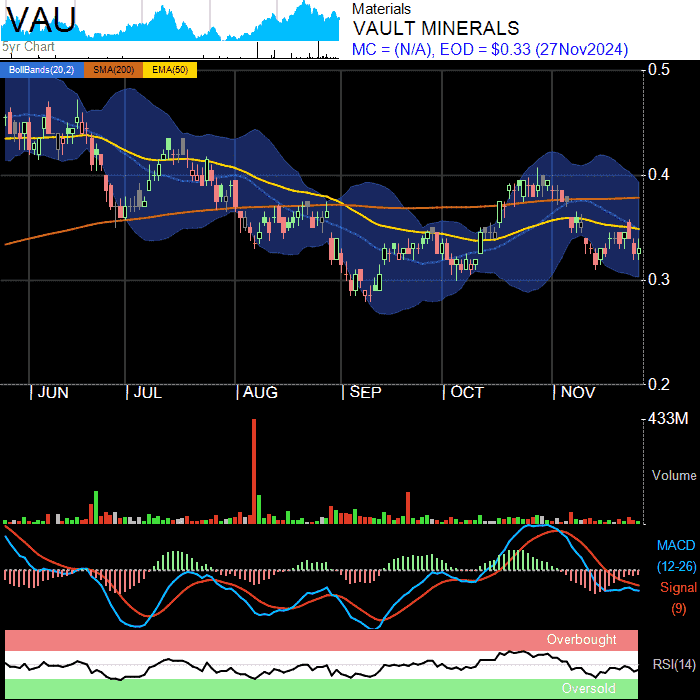 VAU
5yr Chart
Materials
VAULT MINERALS
MC = (N/A), EOD = $0.33 (27Nov2024)
BollBands(20,2) SMA(200) EMA(50)
0.5
0.4
0.3
0.2
JUN JUL AUG SEP OCT NOV
433M
Volume
MACD
(12-26)
Signal
(9)
Overbought
RSI(14)
Oversold